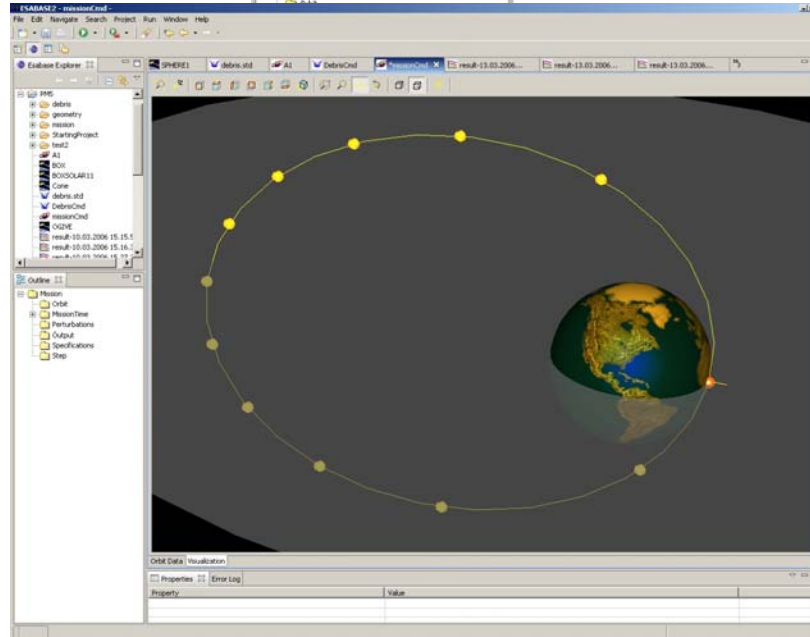 ESABASE2 - missionCmd -
File Edit Navigate Search Project Run Window Help
Esabase Explorer
SPHERE1 debris.std A1 DebrisCmd *missionCmd result-13.03.2006... result-13.03.2006... result-13.03.2006...
PMS
debris
geometry
mission
StartingProject
test2
A1
BOX
BOXSOLAR11
Cone
debris.std
DebrisCmd
missionCmd
OGIVE
result-10.03.2006 15.15.5
result-10.03.2006 15.16.
Outline
Mission
Orbit
MissionTime
Perturbations
Output
Specifications
Step
Orbit Data Visualization
Properties Error Log
Property Value